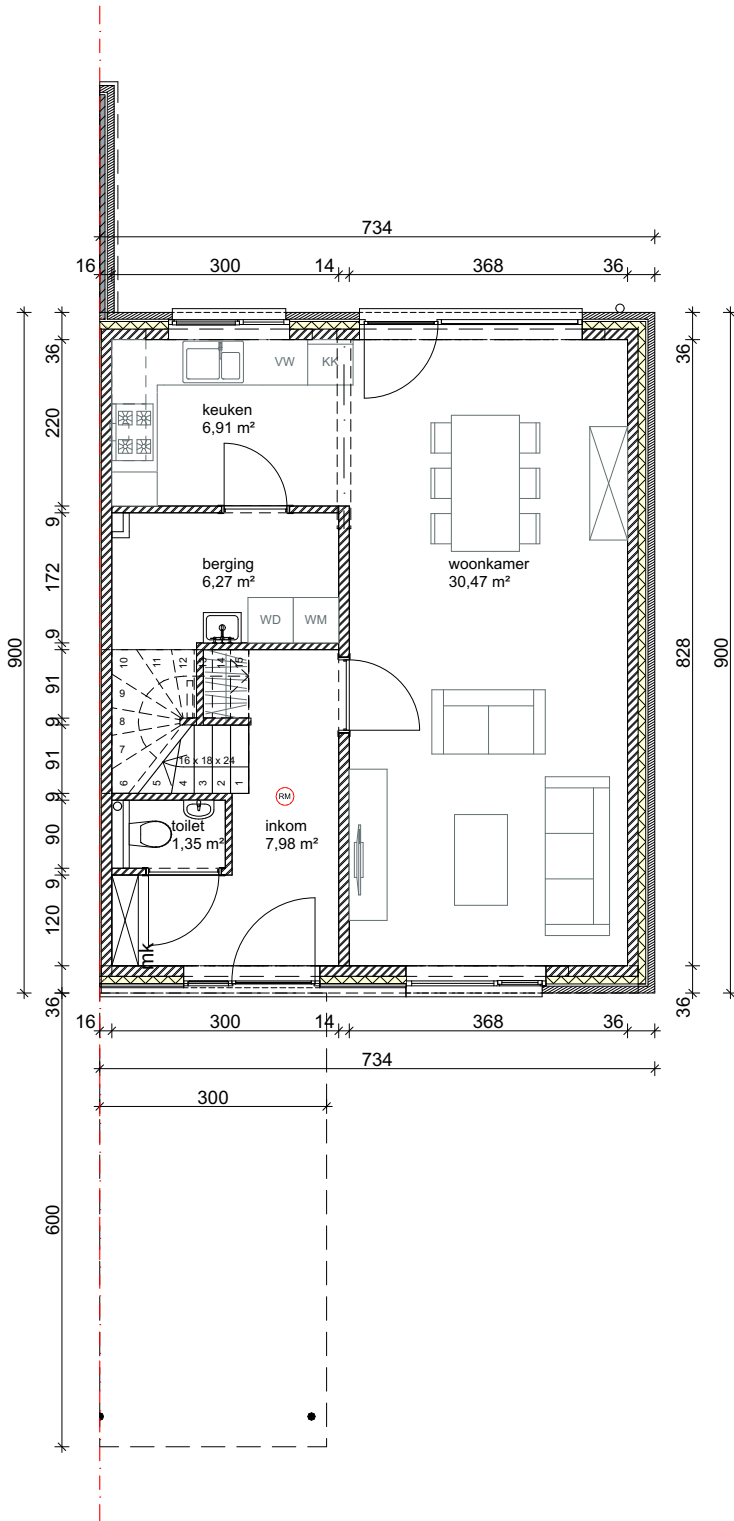 734
16 300 14 368 36
36 220 9 172 9 91 9 91 9 90 9 120 36
900
36 828 36
900
VW
KK
keuken
6,91 m²
berging
6,27 m²
woonkamer
30,47 m²
WD
WM
10 11 12 13 14 15
9
8
7
16 x 18 x 24
6 5 4 3 2 1
RM
toilet
1,35 m²
inkom
7,98 m²
mk
16 300 14 368 36
734
300
600